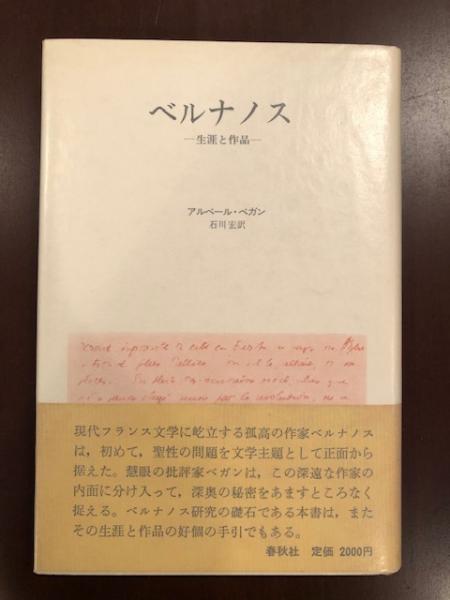 ベルナノス
―生涯と作品―
アルベール・ベガン
石川宏訳
現代フランス文学に屹立する孤高の作家ベルナノス
は，初めて，聖性の問題を文学主題として正面から
据えた。慧眼の批評家ベガンは，この深遠な作家の
内面に分け入って，深奥の秘密をあますところなく
捉える。ベルナノス研究の礎石である本書は，また
その生涯と作品の好個の手引でもある。
春秋社 定価 2000円